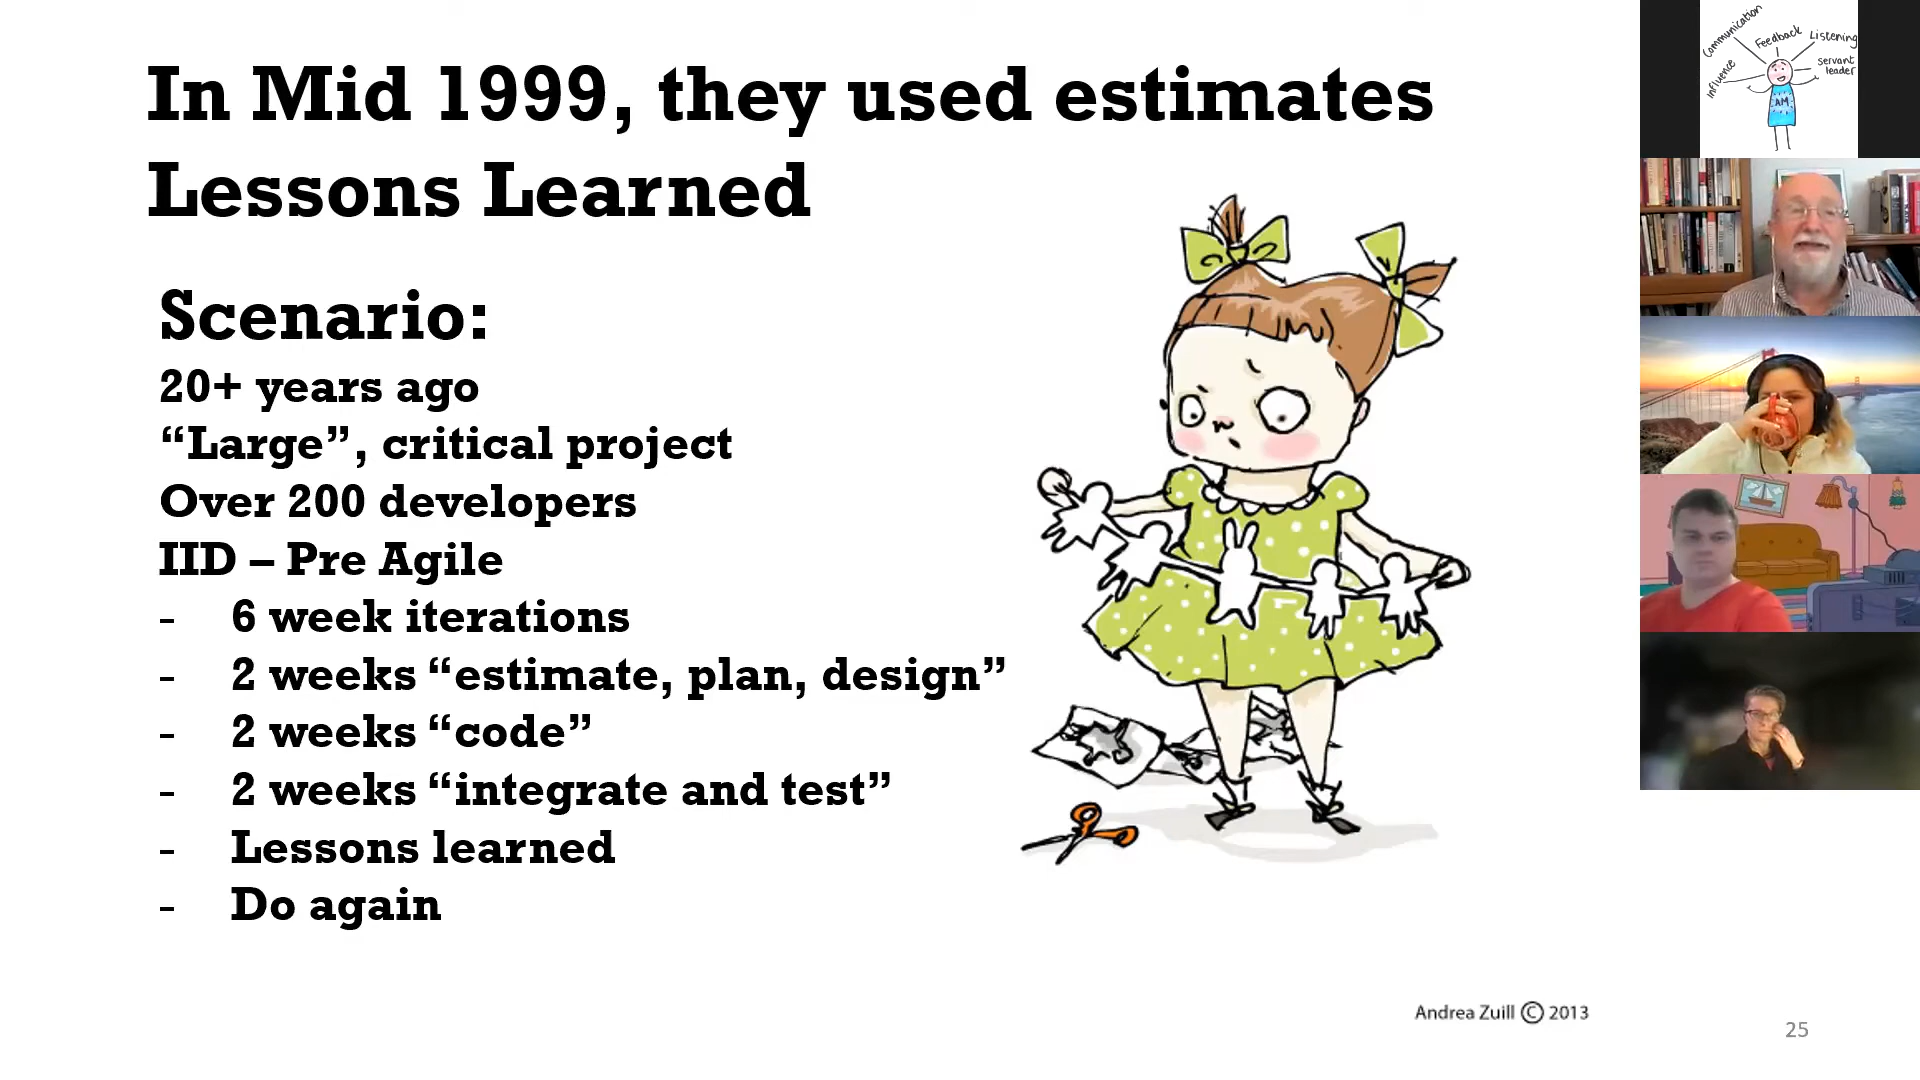 In Mid 1999, they used estimates
Lessons Learned
Scenario:
20+ years ago
“Large”, critical project
Over 200 developers
IID – Pre Agile
- 6 week iterations
- 2 weeks “estimate, plan, design”
- 2 weeks “code”
- 2 weeks “integrate and test”
- Lessons learned
- Do again
Andrea Zuill © 2013
25
Communication
Feedback
Listening
Influence
servant
leader
AM